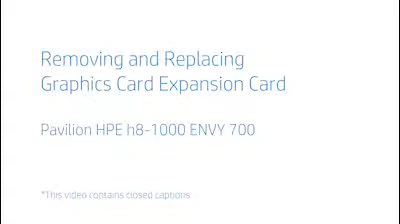 Removing and Replacing
Graphics Card Expansion Card
Pavilion HPE h8-1000 ENVY 700
*This video contains closed captions